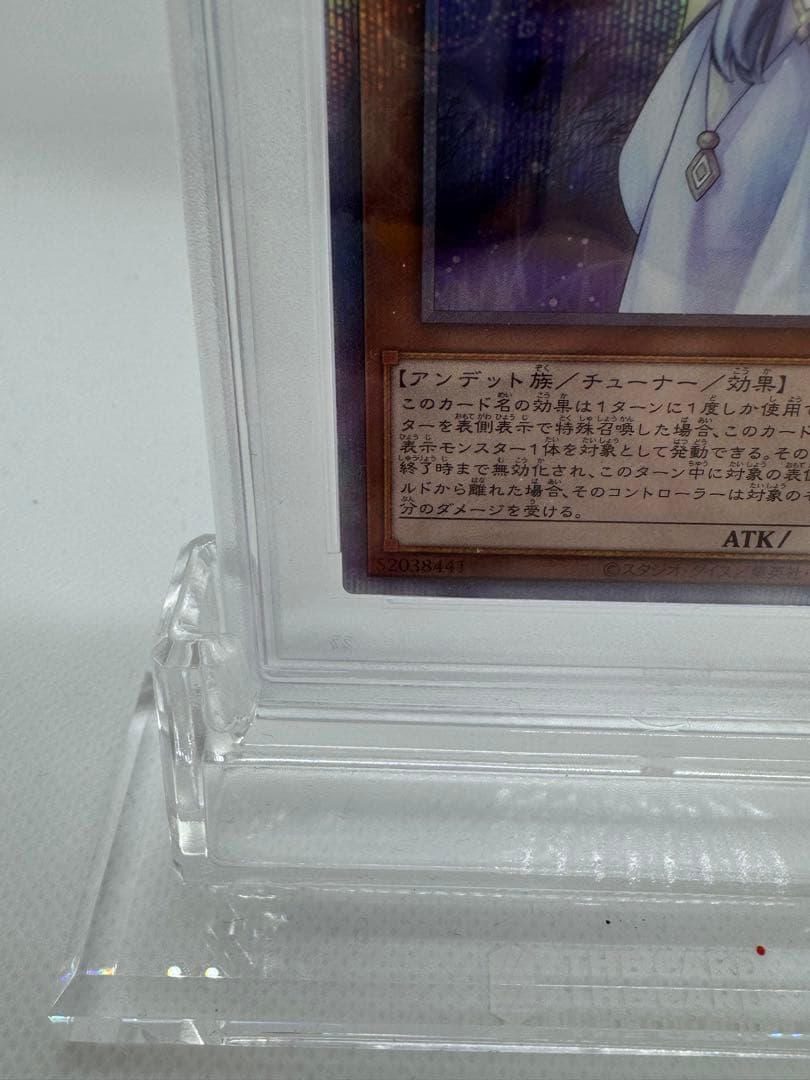 【アンデット族／チューナー／効果】
このカード名の効果は１ターンに１度しか使用で
ターを表側表示で特殊召喚した場合、このカード
表示モンスター１体を対象として発動できる。その
終了時まで無効化され、このターン中に対象の表側
ルドから離れた場合、そのコントローラーは対象のモ
分のダメージを受ける。
ATK/
52038441
©スタジオ・ダイス／集英社・